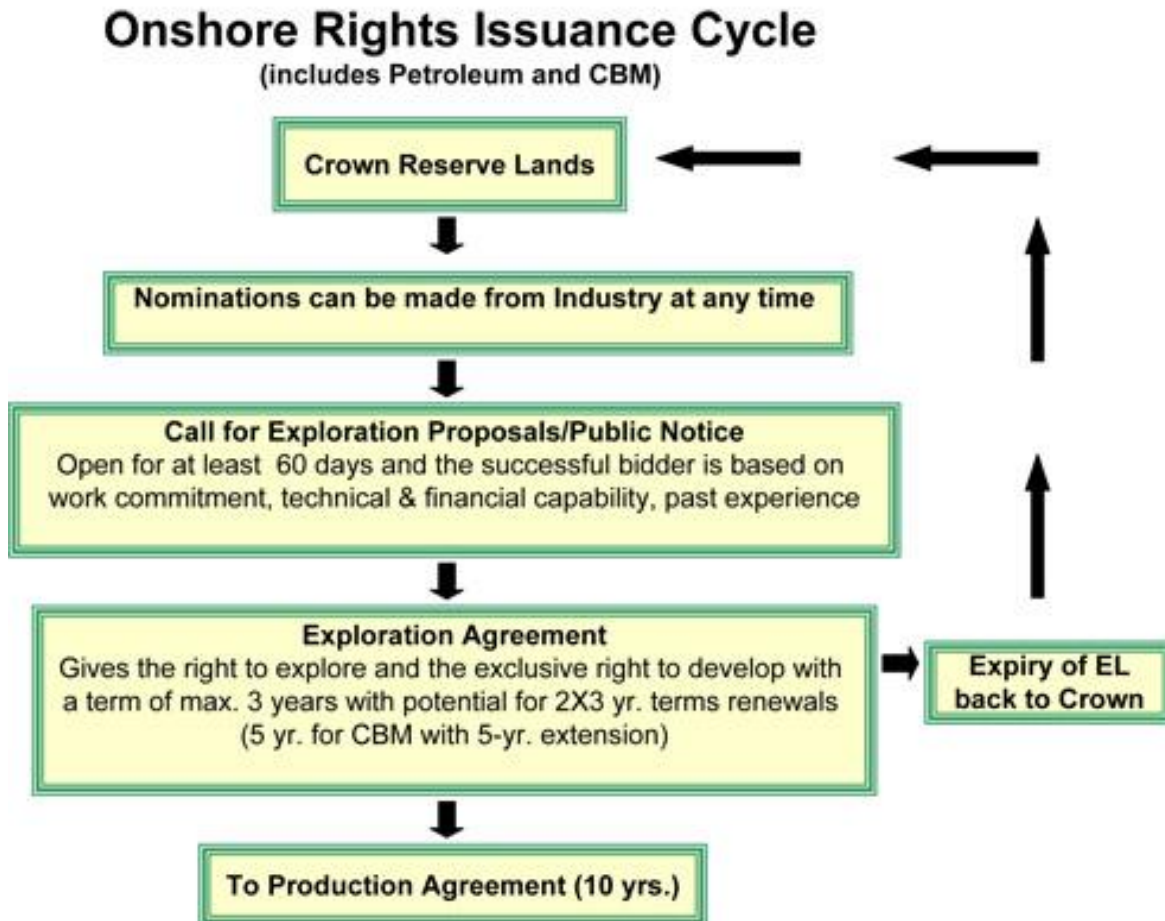 Onshore Rights Issuance Cycle
(includes Petroleum and CBM)
Crown Reserve Lands
Nominations can be made from Industry at any time
Call for Exploration Proposals/Public Notice
Open for at least 60 days and the successful bidder is based on
work commitment, technical & financial capability, past experience
Exploration Agreement
Gives the right to explore and the exclusive right to develop with
a term of max. 3 years with potential for 2X3 yr. terms renewals
(5 yr. for CBM with 5-yr. extension)
Expiry of EL
back to Crown
To Production Agreement (10 yrs.)